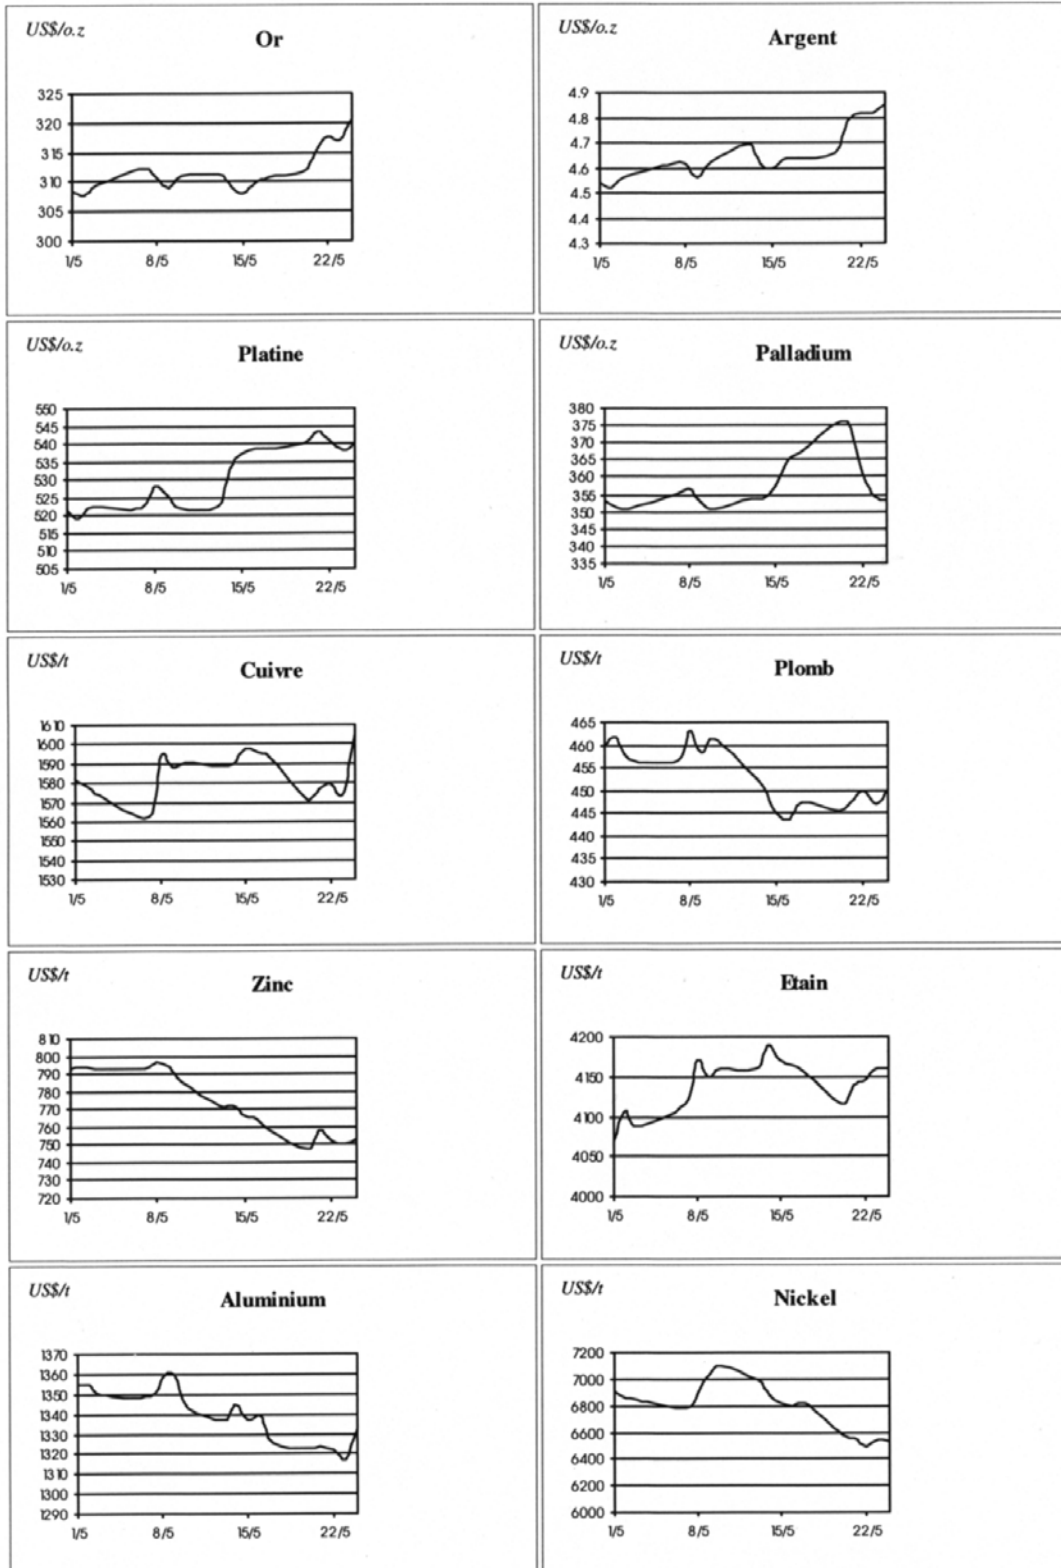 US$/o.z
Or
325
320
315
310
305
300
1/5 8/5 15/5 22/5
US$/o.z
Argent
4.9
4.8
4.7
4.6
4.5
4.4
4.3
1/5 8/5 15/5 22/5
US$/o.z
Platine
550
545
540
535
530
525
520
515
510
505
1/5 8/5 15/5 22/5
US$/o.z
Palladium
380
375
370
365
360
355
350
345
340
335
1/5 8/5 15/5 22/5
US$/t
Cuivre
1610
1600
1590
1580
1570
1560
1550
1540
1530
1/5 8/5 15/5 22/5
US$/t
Plomb
465
460
455
450
445
440
435
430
1/5 8/5 15/5 22/5
US$/t
Zinc
810
800
790
780
770
760
750
740
730
720
1/5 8/5 15/5 22/5
US$/t
Etain
4200
4150
4100
4050
4000
1/5 8/5 15/5 22/5
US$/t
Aluminium
1370
1360
1350
1340
1330
1320
1310
1300
1290
1/5 8/5 15/5 22/5
US$/t
Nickel
7200
7000
6800
6600
6400
6200
6000
1/5 8/5 15/5 22/5